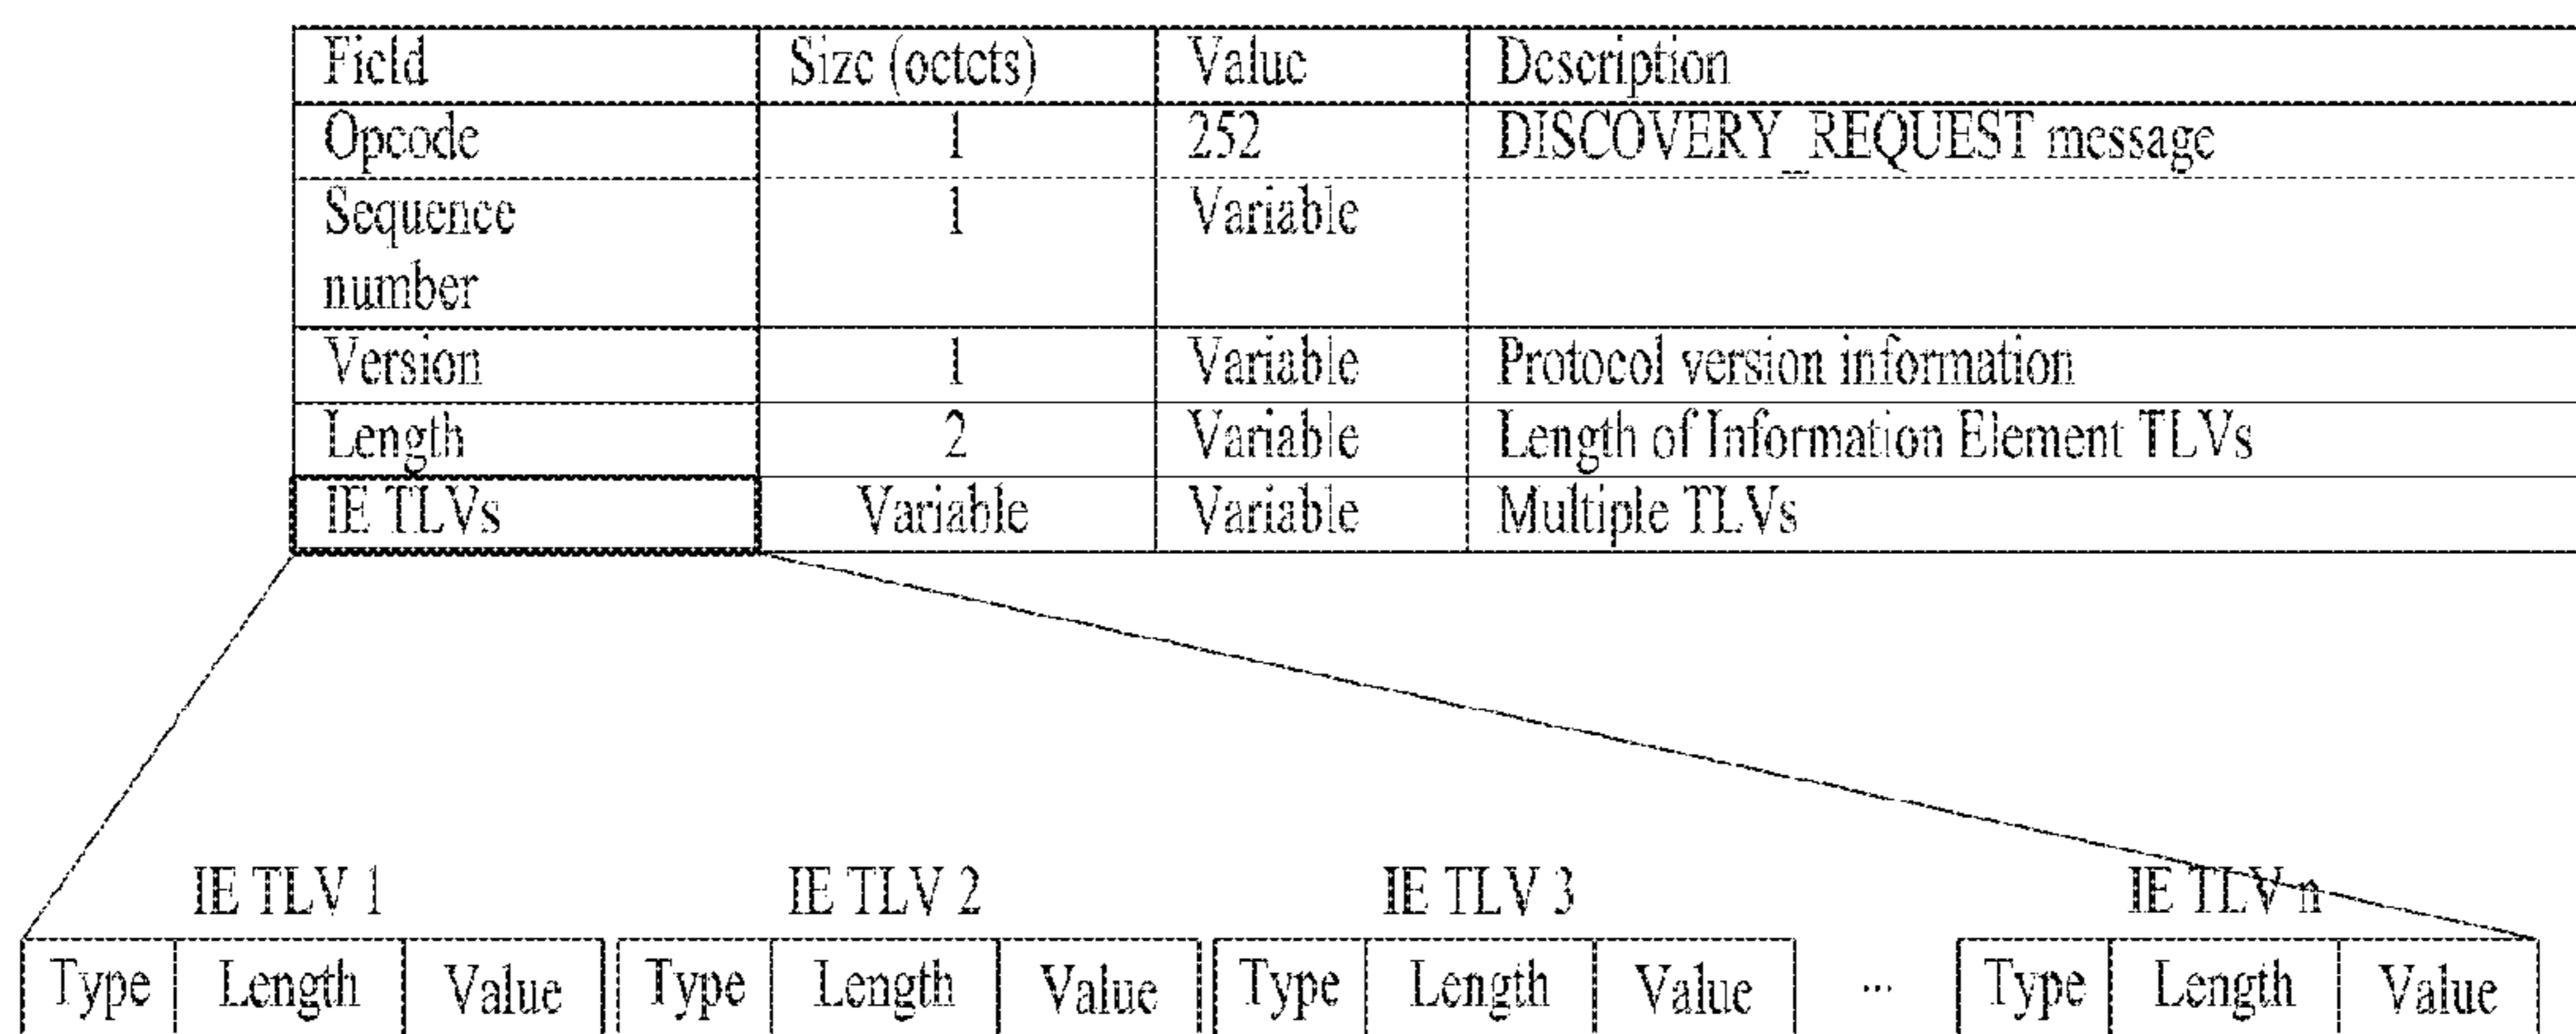 Field Size (octets) Value Description
Opcode 1 252 DISCOVERY_REQUEST message
Sequence 1 Variable
number
Version 1 Variable Protocol version information
Length 2 Variable Length of Information Element TLVs
IE TLVs Variable Variable Multiple TLVs
IE TLV 1 IE TLV 2 IE TLV 3 IE TLV n
Type Length Value Type Length Value Type Length Value ... Type Length Value